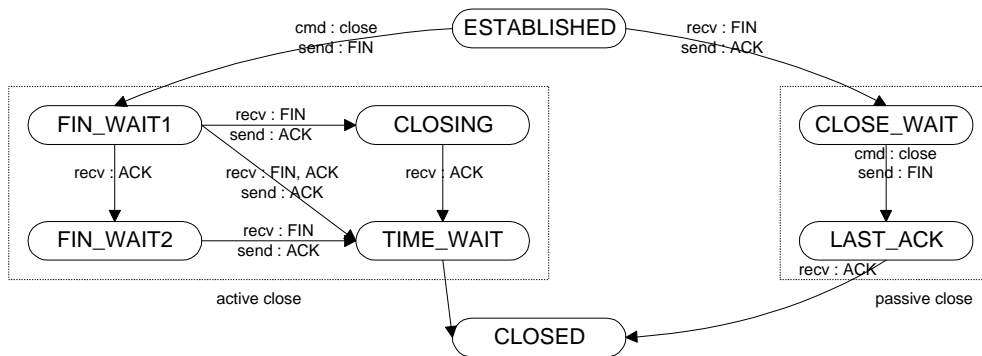 ESTABLISHED
cmd : close
send : FIN
recv : FIN
send : ACK
FIN_WAIT1
recv : FIN
send : ACK
CLOSING
CLOSE_WAIT
recv : ACK
recv : FIN, ACK
send : ACK
recv : ACK
cmd : close
send : FIN
FIN_WAIT2
recv : FIN
send : ACK
TIME_WAIT
LAST_ACK
recv : ACK
active close
passive close
CLOSED